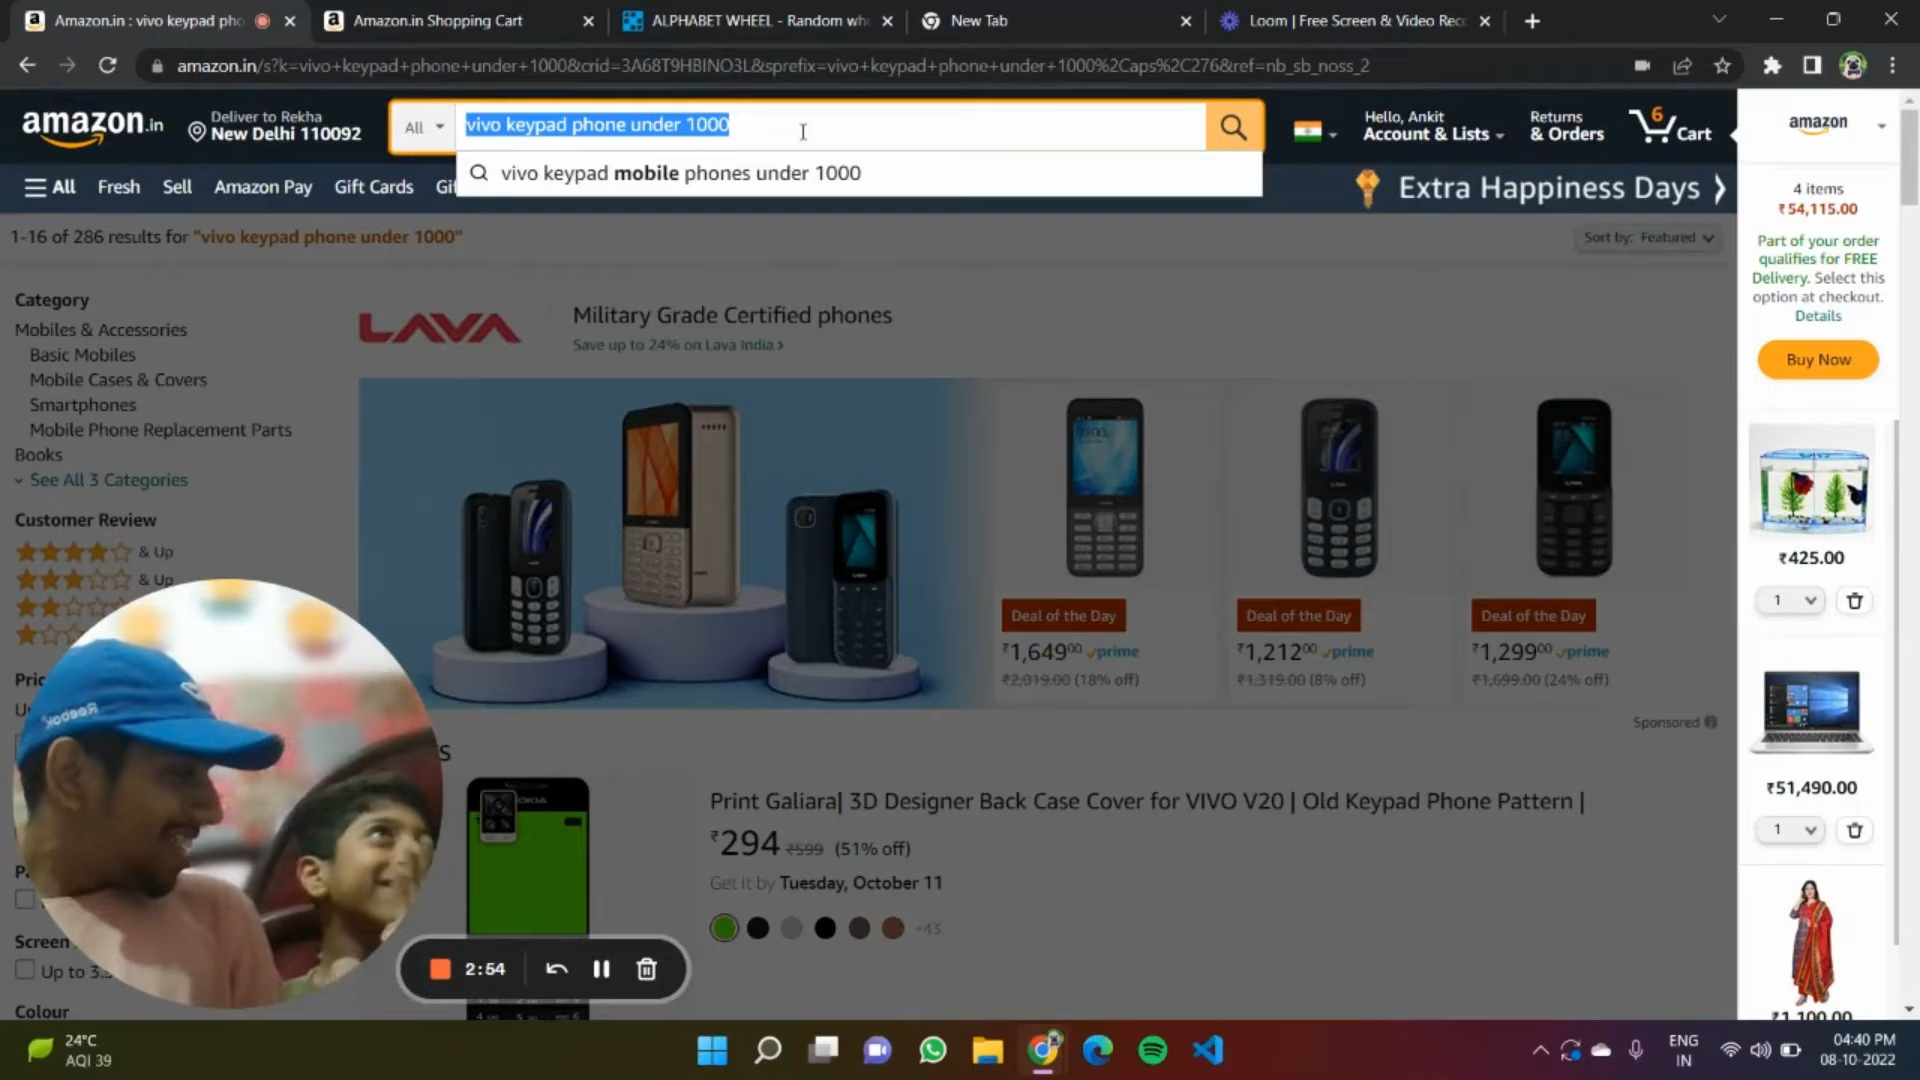 Amazon.in : vivo keypad pho
Amazon.in Shopping Cart
ALPHABET WHEEL - Random wh
New Tab
Loom | Free Screen & Video Rec
amazon.in/s?k=vivo+keypad+phone+under+1000&crid=3A68T9HBINO3L&sprefix=vivo+keypad+phone+under+1000%2Caps%2C276&ref=nb_sb_noss_2
amazon.in
Deliver to Rekha
New Delhi 110092
All
vivo keypad phone under 1000
Hello, Ankit
Account & Lists
Returns
& Orders
6
Cart
vivo keypad mobile phones under 1000
All
Fresh
Sell
Amazon Pay
Gift Cards
Gi
Extra Happiness Days
1-16 of 286 results for "vivo keypad phone under 1000"
Sort by: Featured
Category
Mobiles & Accessories
Basic Mobiles
Mobile Cases & Covers
Smartphones
Mobile Phone Replacement Parts
Books
See All 3 Categories
Customer Review
& Up
& Up
Pric
U
Pa
Screen
Up to 3.
Colour
LAVA
Military Grade Certified phones
Save up to 24% on Lava India >
Deal of the Day
₹1,649.00 prime
₹2,019.00 (18% off)
Deal of the Day
₹1,212.00 prime
₹1,319.00 (8% off)
Deal of the Day
₹1,299.00 prime
₹1,699.00 (24% off)
Sponsored
S
Print Galiara| 3D Designer Back Case Cover for VIVO V20 | Old Keypad Phone Pattern |
₹294 ₹599 (51% off)
Get it by Tuesday, October 11
+43
amazon
4 items
₹54,115.00
Part of your order
qualifies for FREE
Delivery. Select this
option at checkout.
Details
Buy Now
₹425.00
1
₹51,490.00
1
₹1,100.00
Reebok
2:54
24°C
AQI 39
ENG
IN
04:40 PM
08-10-2022